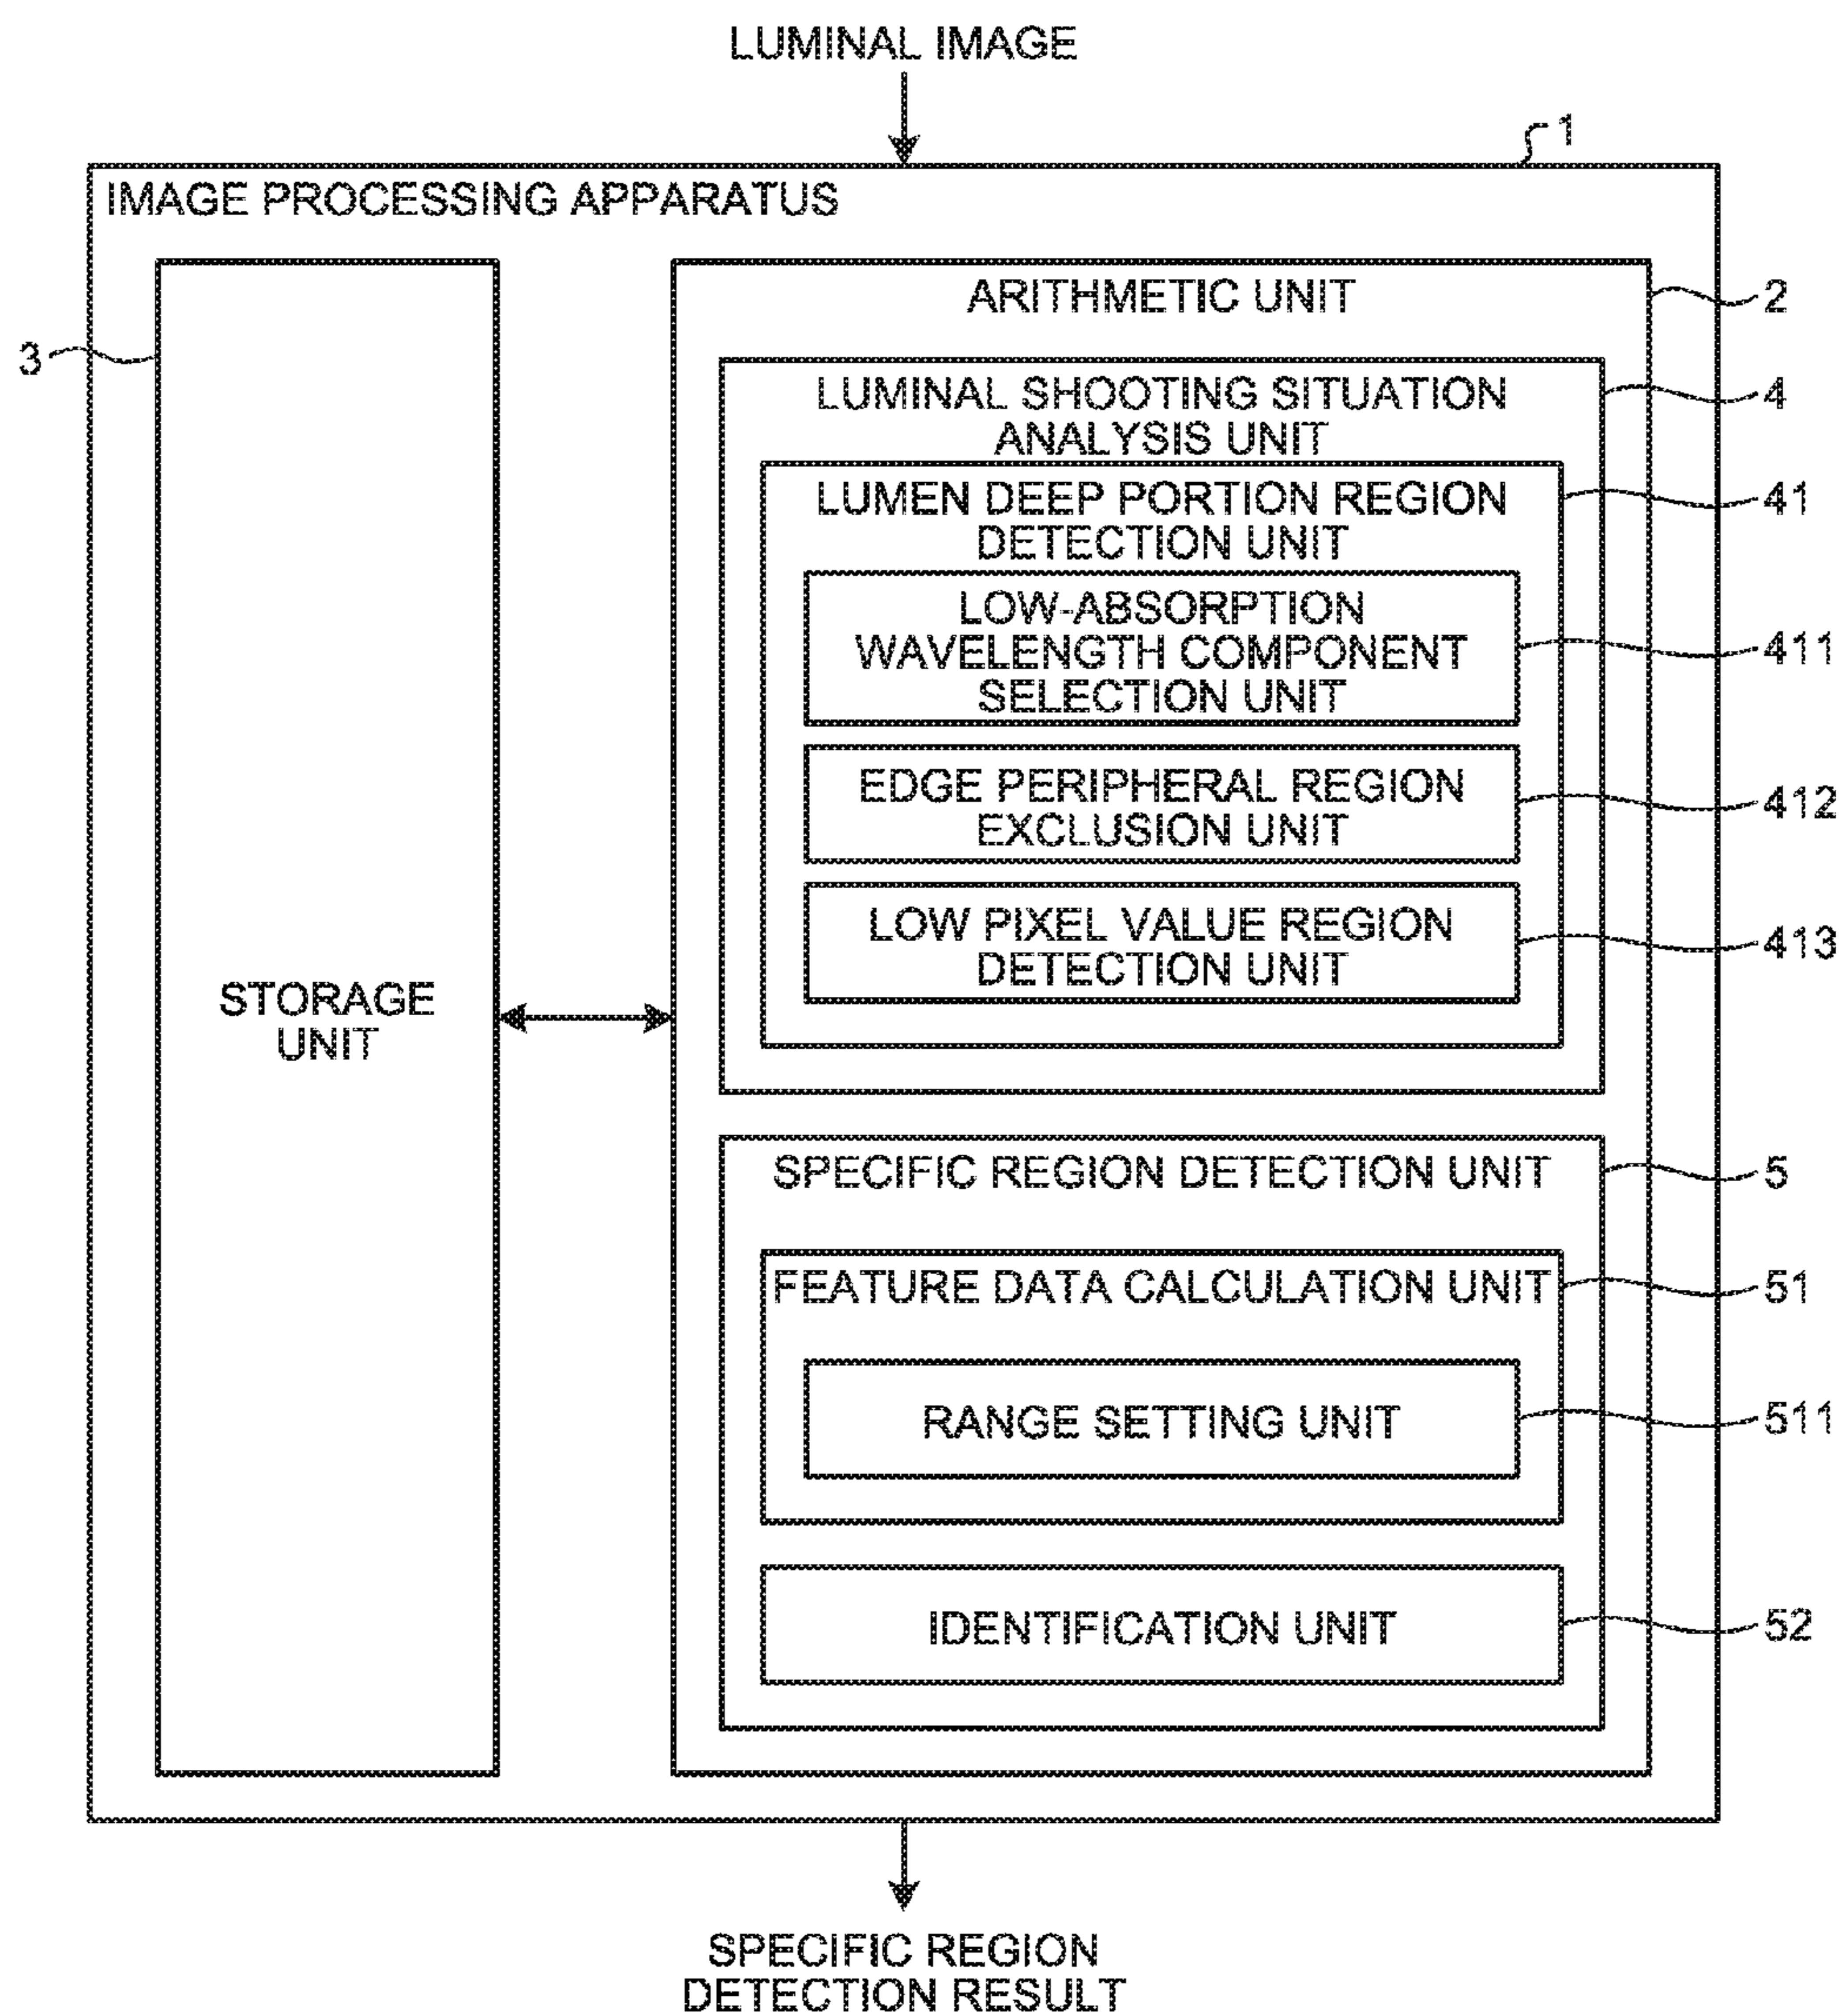 LUMINAL IMAGE
1
IMAGE PROCESSING APPARATUS
ARITHMETIC UNIT
2
3
LUMINAL SHOOTING SITUATION
ANALYSIS UNIT
4
LUMEN DEEP PORTION REGION
DETECTION UNIT
41
LOW-ABSORPTION
WAVELENGTH COMPONENT
SELECTION UNIT
411
EDGE PERIPHERAL REGION
EXCLUSION UNIT
412
LOW PIXEL VALUE REGION
DETECTION UNIT
413
STORAGE
UNIT
SPECIFIC REGION DETECTION UNIT
5
FEATURE DATA CALCULATION UNIT
51
RANGE SETTING UNIT
511
IDENTIFICATION UNIT
52
SPECIFIC REGION
DETECTION RESULT